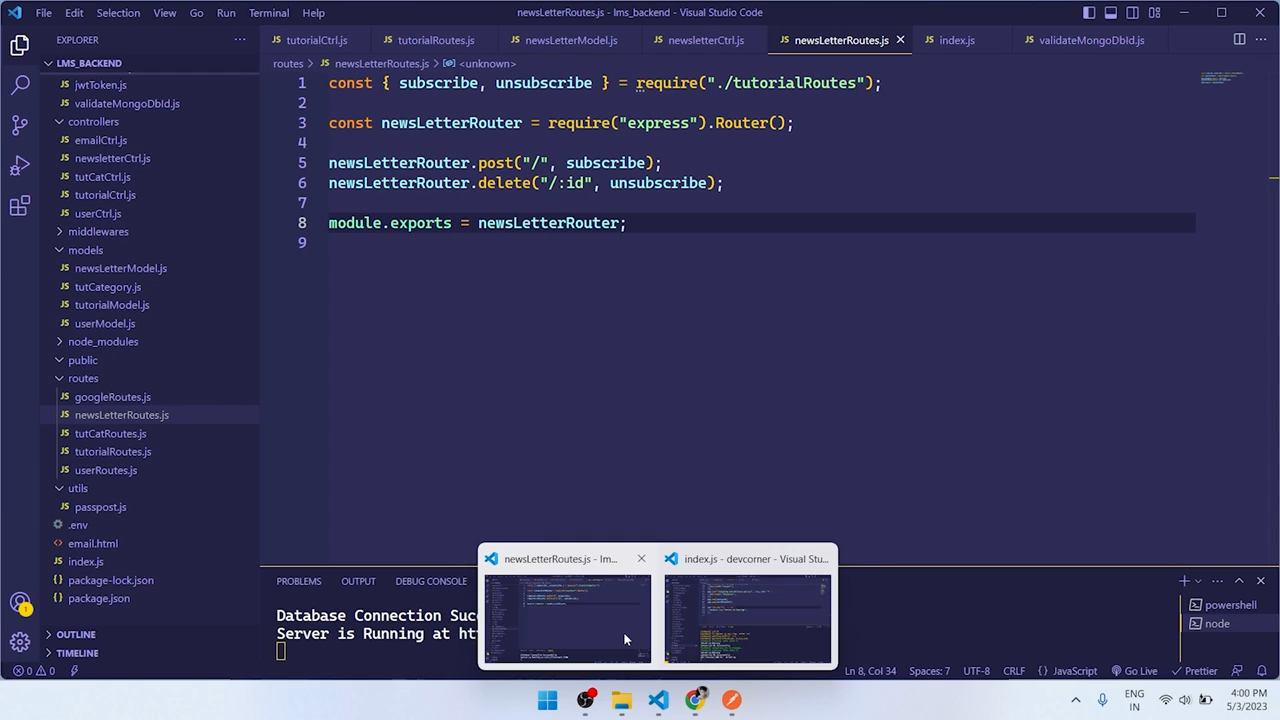 File Edit Selection View Go Run Terminal Help
newsLetterRoutes.js - lms_backend - Visual Studio Code
EXPLORER
tutorialCtrl.js
tutorialRoutes.js
newsLetterModel.js
newsletterCtrl.js
newsLetterRoutes.js
index.js
validateMongoDbId.js
LMS_BACKEND
jwtToken.js
validateMongoDbId.js
controllers
emailCtrl.js
newsletterCtrl.js
tutCatCtrl.js
tutorialCtrl.js
userCtrl.js
middlewares
models
newsLetterModel.js
tutCategory.js
tutorialModel.js
userModel.js
node_modules
public
routes
googleRoutes.js
newsLetterRoutes.js
tutCatRoutes.js
tutorialRoutes.js
userRoutes.js
utils
passpost.js
.env
email.html
index.js
package-lock.json
package.json
OUTLINE
TIMELINE
routes > newsLetterRoutes.js > <unknown>
1 const { subscribe, unsubscribe } = require("./tutorialRoutes");
2
3 const newsLetterRouter = require("express").Router();
4
5 newsLetterRouter.post("/", subscribe);
6 newsLetterRouter.delete("/:id", unsubscribe);
7
8 module.exports = newsLetterRouter;
9
PROBLEMS OUTPUT DEBUG CONSOLE
Database Connection Suc
Server is Running at ht
powershell
node
newsLetterRoutes.js - lm...
index.js - devcorner - Visual Stu...
0 0
Ln 8, Col 34 Spaces: 7 UTF-8 CRLF JavaScript Go Live Prettier
ENG
IN
4:00 PM
5/3/2023